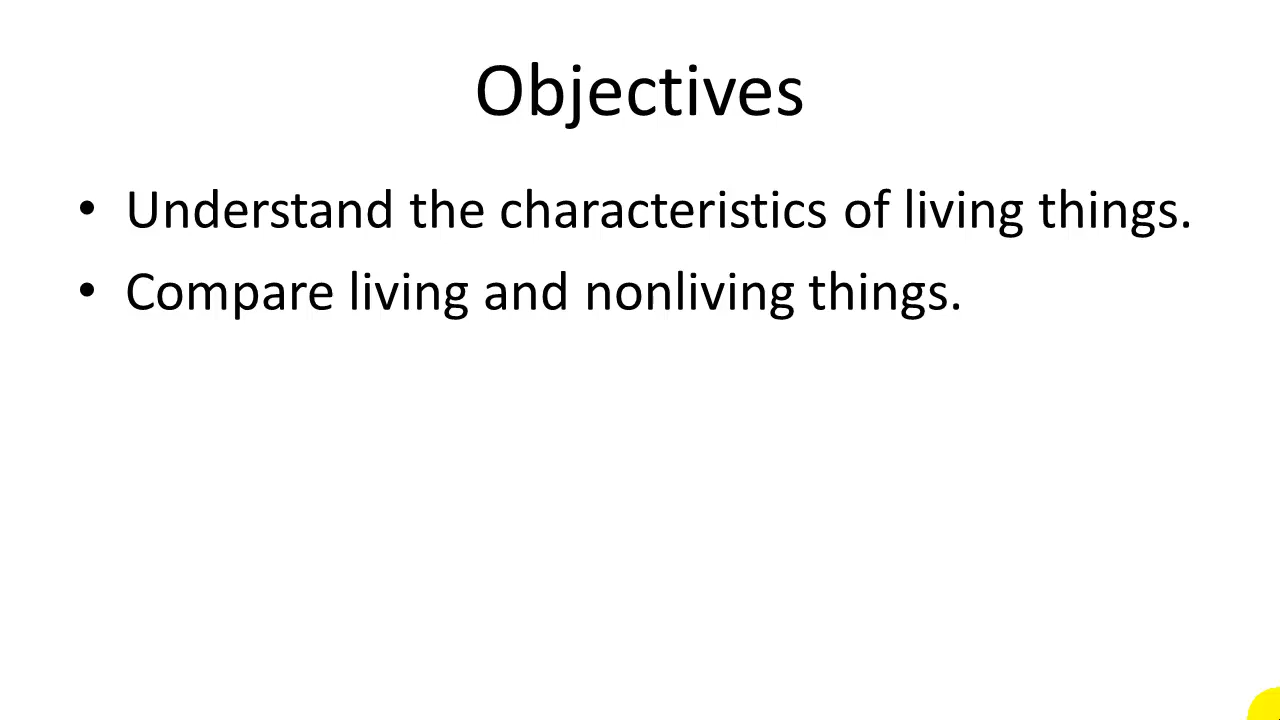 Objectives
• Understand the characteristics of living things.
• Compare living and nonliving things.